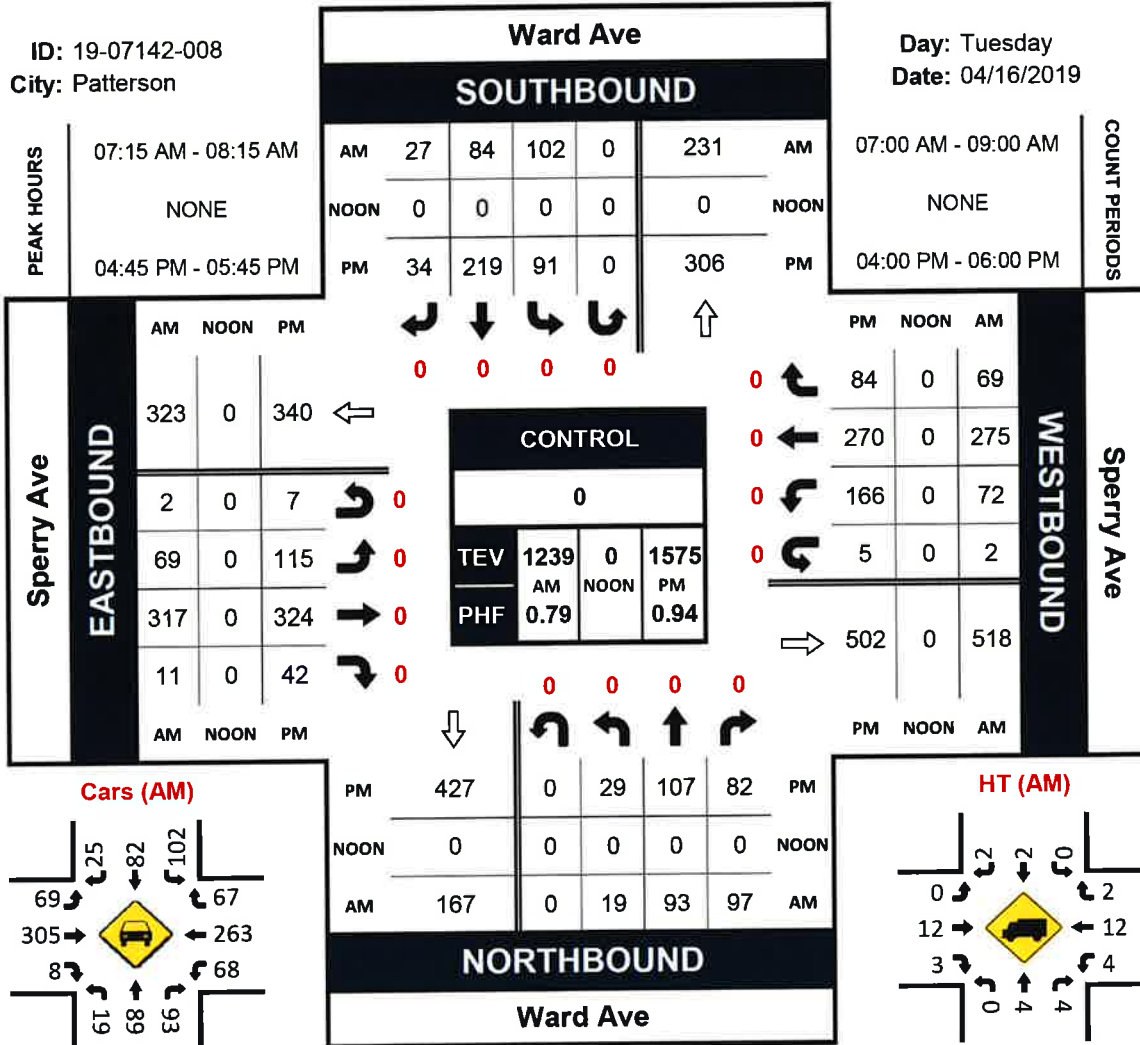 ID: 19-07142-008
City: Patterson
Ward Ave
SOUTHBOUND
Day: Tuesday
Date: 04/16/2019
PEAK HOURS
07:15 AM - 08:15 AM
NONE
04:45 PM - 05:45 PM
AM 27 84 102 0 231 AM
NOON 0 0 0 0 0 NOON
PM 34 219 91 0 306 PM
07:00 AM - 09:00 AM
NONE
04:00 PM - 06:00 PM
COUNT PERIODS
0 0 0 0
Sperry Ave
EASTBOUND
AM NOON PM
323 0 340
2 0 7 0
69 0 115 0
317 0 324 0
11 0 42 0
AM NOON PM
CONTROL
0
TEV 1239 0 1575
AM NOON PM
PHF 0.79 0.94
PM NOON AM
0 84 0 69
0 270 0 275
0 166 0 72
0 5 0 2
502 0 518
PM NOON AM
WESTBOUND
Sperry Ave
0 0 0 0
PM 427 0 29 107 82 PM
NOON 0 0 0 0 0 NOON
AM 167 0 19 93 97 AM
NORTHBOUND
Ward Ave
Cars (AM)
25 82 102
69 67
305 263
8 68
19 89 93
HT (AM)
2 2 0
0 2
12 12
3 4
0 4 4